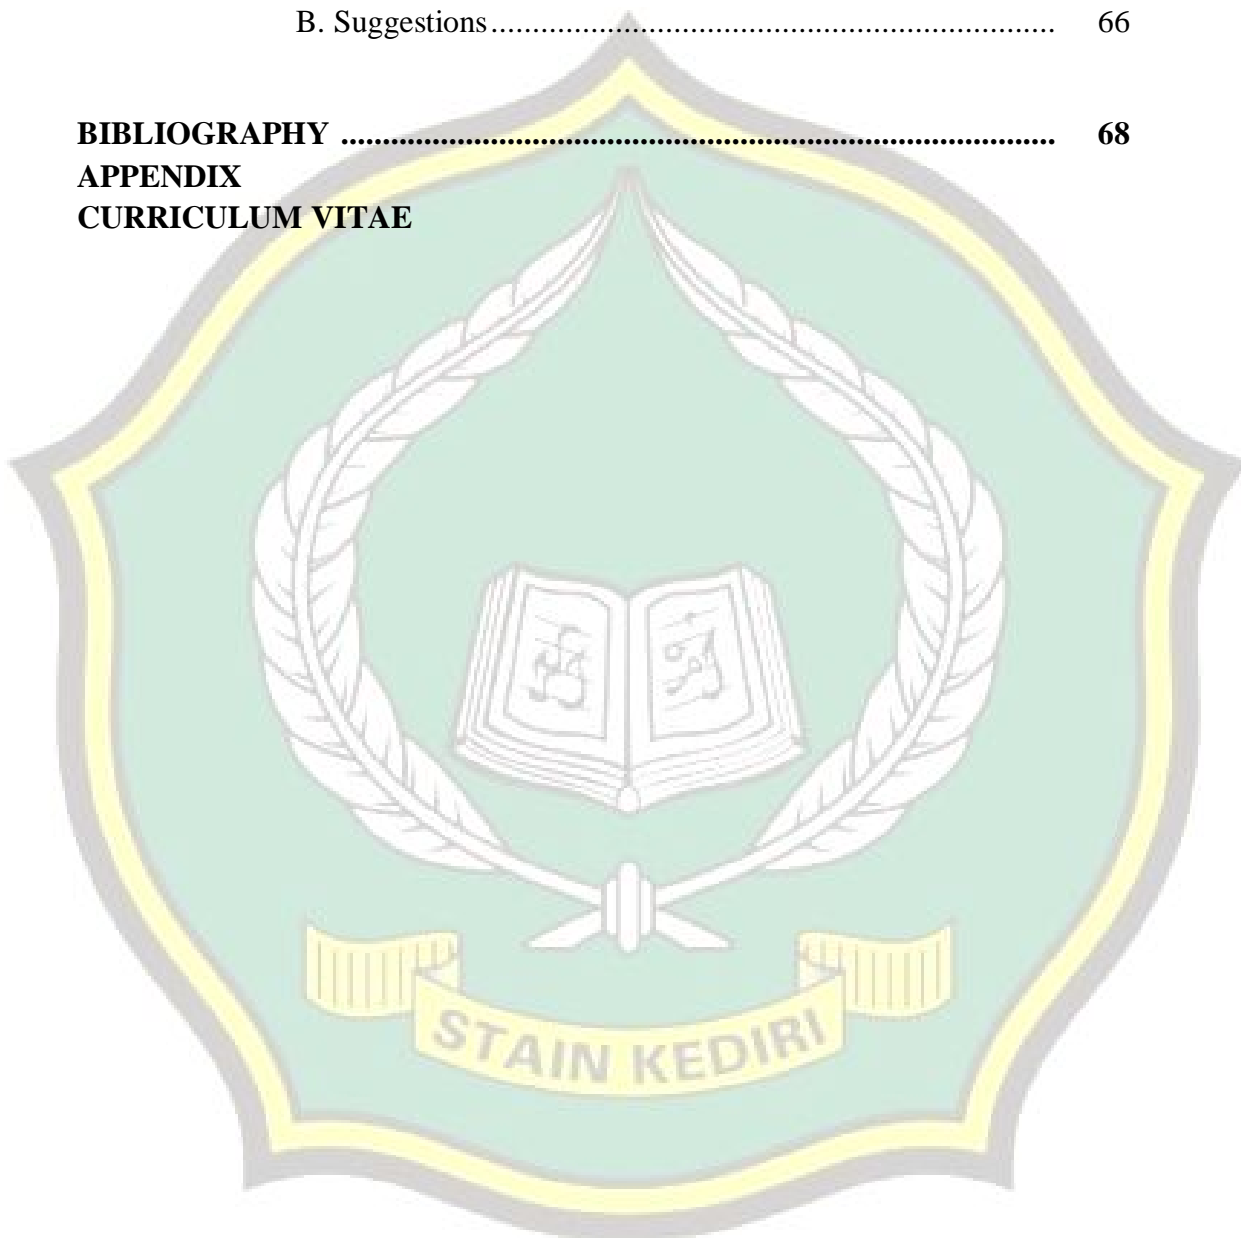 B. Suggestions.................................................................... 66
BIBLIOGRAPHY ...................................................................................... 68
APPENDIX
CURRICULUM VITAE
STAIN KEDIRI